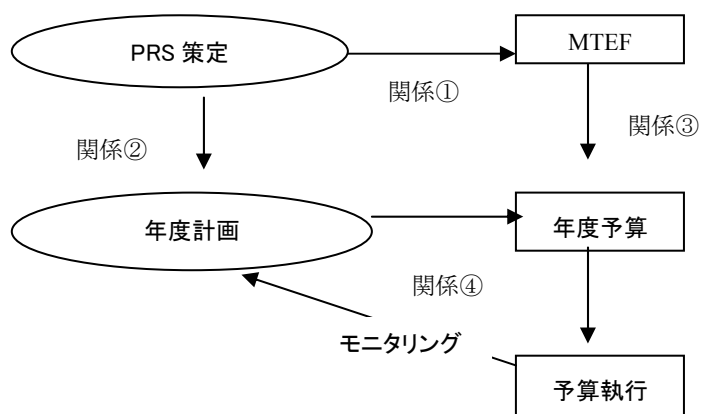 PRS 策定
MTEF
関係①
関係②
関係③
年度計画
年度予算
関係④
モニタリング
予算執行